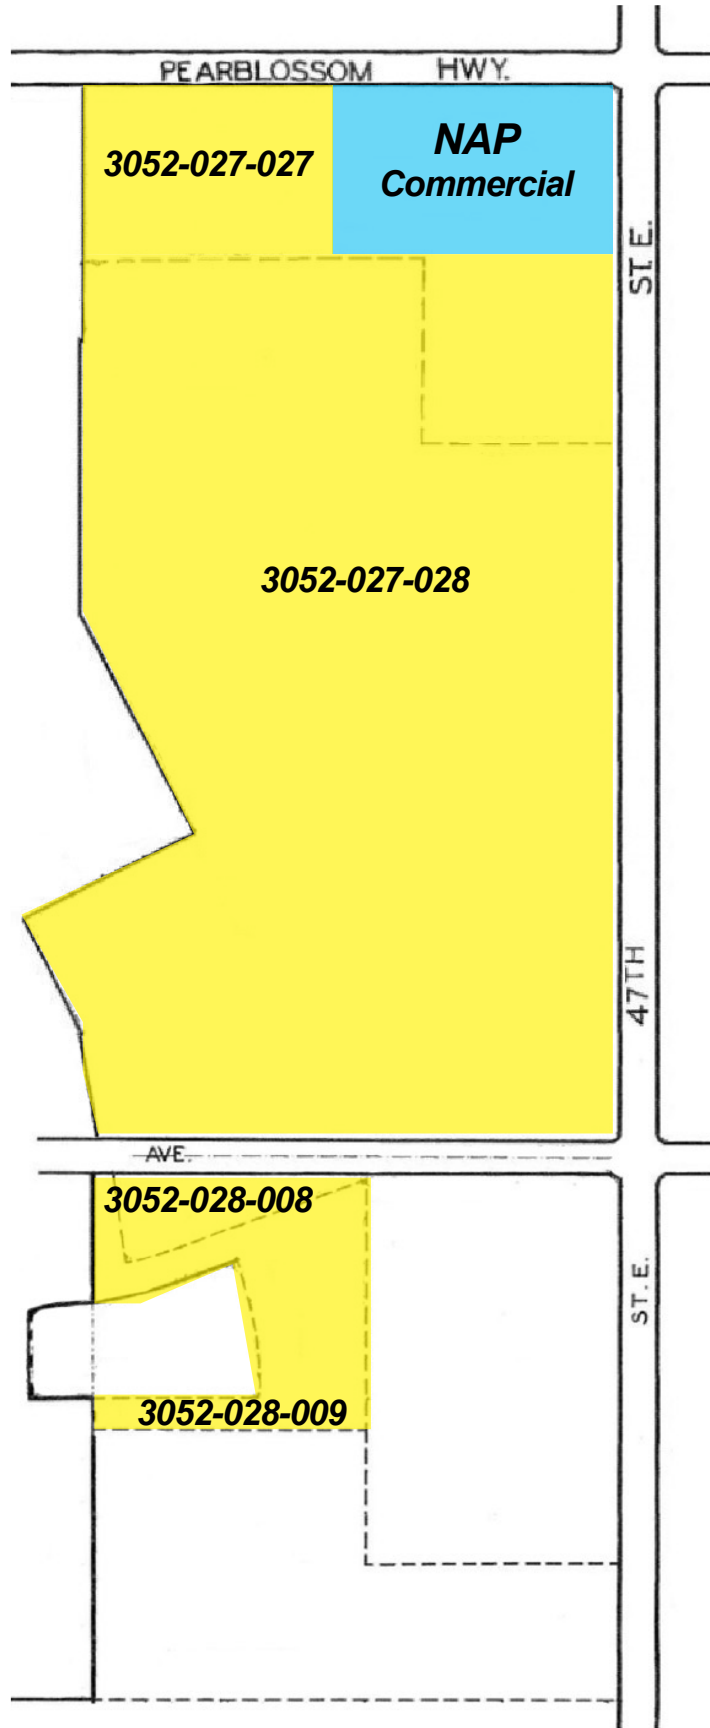 PEARBLOSSOM HWY.
3052-027-027
NAP
Commercial
ST. E.
3052-027-028
47TH
AVE.
3052-028-008
ST. E.
3052-028-009